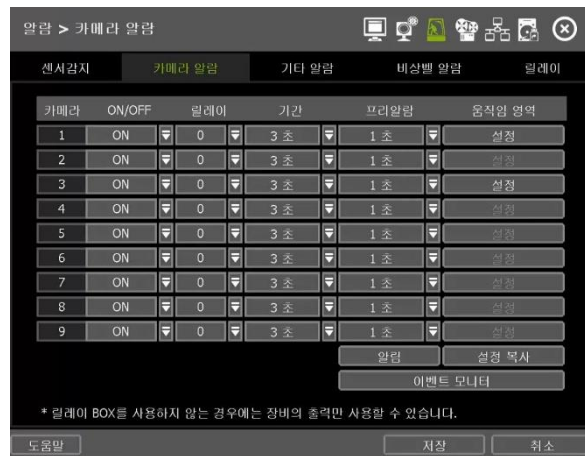 알람 > 카메라 알람
센서감지 카메라 알람 기타 알람 비상벨 알람 릴레이
카메라 ON/OFF 릴레이 기간 프리알람 움직임 영역
1 ON 0 3 초 1 초 설정
2 ON 0 3 초 1 초 설정
3 ON 0 3 초 1 초 설정
4 ON 0 3 초 1 초 설정
5 ON 0 3 초 1 초 설정
6 ON 0 3 초 1 초 설정
7 ON 0 3 초 1 초 설정
8 ON 0 3 초 1 초 설정
9 ON 0 3 초 1 초 설정
알림 설정 복사
이벤트 모니터
* 릴레이 BOX를 사용하지 않는 경우에는 장비의 출력만 사용할 수 있습니다.
도움말 저장 취소